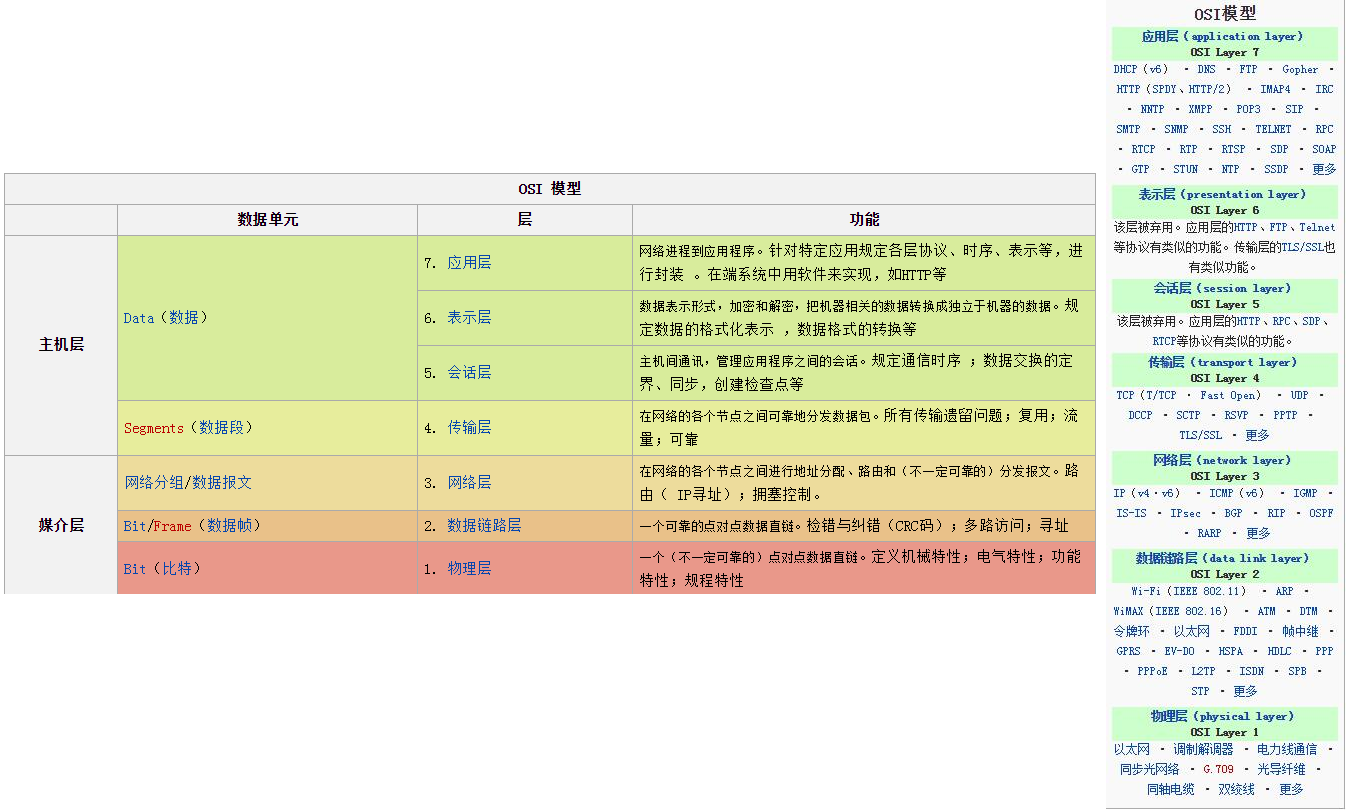 OSI 模型
数据单元 层 功能
主机层
Data（数据）
7. 应用层
网络进程到应用程序。针对特定应用规定各层协议、时序、表示等，进
行封装 。在端系统中用软件来实现，如HTTP等
6. 表示层
数据表示形式，加密和解密，把机器相关的数据转换成独立于机器的数据。规
定数据的格式化表示 ，数据格式的转换等
5. 会话层
主机间通讯，管理应用程序之间的会话。规定通信时序 ；数据交换的定
界、同步，创建检查点等
Segments（数据段）
4. 传输层
在网络的各个节点之间可靠地分发数据包。所有传输遗留问题；复用；流
量；可靠
媒介层
网络分组/数据报文
3. 网络层
在网络的各个节点之间进行地址分配、路由和（不一定可靠的）分发报文。路
由（ IP寻址）；拥塞控制。
Bit/Frame（数据帧）
2. 数据链路层
一个可靠的点对点数据直链。检错与纠错（CRC码）；多路访问；寻址
Bit（比特）
1. 物理层
一个（不一定可靠的）点对点数据直链。定义机械特性；电气特性；功能
特性；规程特性
OSI模型
应用层（application layer）
OSI Layer 7
DHCP（v6） · DNS · FTP · Gopher ·
HTTP（SPDY、HTTP/2） · IMAP4 · IRC
· NNTP · XMPP · POP3 · SIP ·
SMTP · SNMP · SSH · TELNET · RPC
· RTCP · RTP · RTSP · SDP · SOAP
· GTP · STUN · NTP · SSDP · 更多
表示层（presentation layer）
OSI Layer 6
该层被弃用。应用层的HTTP、FTP、Telnet
等协议有类似的功能。传输层的TLS/SSL也
有类似功能。
会话层（session layer）
OSI Layer 5
该层被弃用。应用层的HTTP、RPC、SDP、
RTCP等协议有类似的功能。
传输层（transport layer）
OSI Layer 4
TCP（T/TCP · Fast Open） · UDP ·
DCCP · SCTP · RSVP · PPTP ·
TLS/SSL · 更多
网络层（network layer）
OSI Layer 3
IP（v4·v6） · ICMP（v6） · IGMP ·
IS-IS · IPsec · BGP · RIP · OSPF
· RARP · 更多
数据链路层（data link layer）
OSI Layer 2
Wi-Fi（IEEE 802.11） · ARP ·
WiMAX（IEEE 802.16） · ATM · DTM ·
令牌环 · 以太网 · FDDI · 帧中继 ·
GPRS · EV-DO · HSPA · HDLC · PPP
· PPPoE · L2TP · ISDN · SPB ·
STP · 更多
物理层（physical layer）
OSI Layer 1
以太网 · 调制解调器 · 电力线通信 ·
同步光网络 · G.709 · 光导纤维 ·
同轴电缆 · 双绞线 · 更多